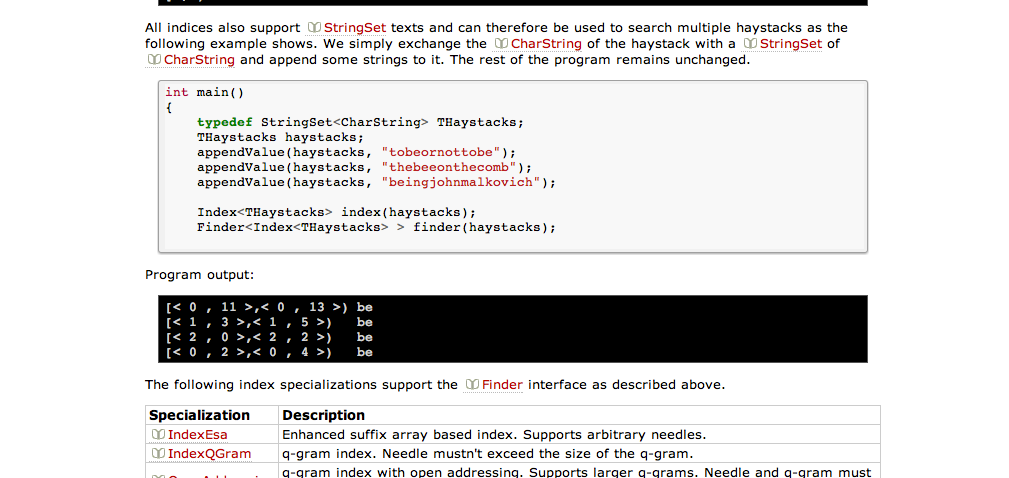 All indices also support StringSet texts and can therefore be used to search multiple haystacks as the
following example shows. We simply exchange the CharString of the haystack with a StringSet of
CharString and append some strings to it. The rest of the program remains unchanged.
int main()
{
    typedef StringSet<CharString> THaystacks;
    THaystacks haystacks;
    appendValue(haystacks, "tobeornottobe");
    appendValue(haystacks, "thebeeonthecomb");
    appendValue(haystacks, "beingjohnmalkovich");
    Index<THaystacks> index(haystacks);
    Finder<Index<THaystacks> > finder(haystacks);
Program output:
[< 0 , 11 >,< 0 , 13 >) be
[< 1 , 3 >,< 1 , 5 >)   be
[< 2 , 0 >,< 2 , 2 >)   be
[< 0 , 2 >,< 0 , 4 >)   be
The following index specializations support the Finder interface as described above.
Specialization Description
IndexEsa Enhanced suffix array based index. Supports arbitrary needles.
IndexQGram q-gram index. Needle mustn't exceed the size of the q-gram.
q-gram index with open addressing. Supports larger q-grams. Needle and q-gram must